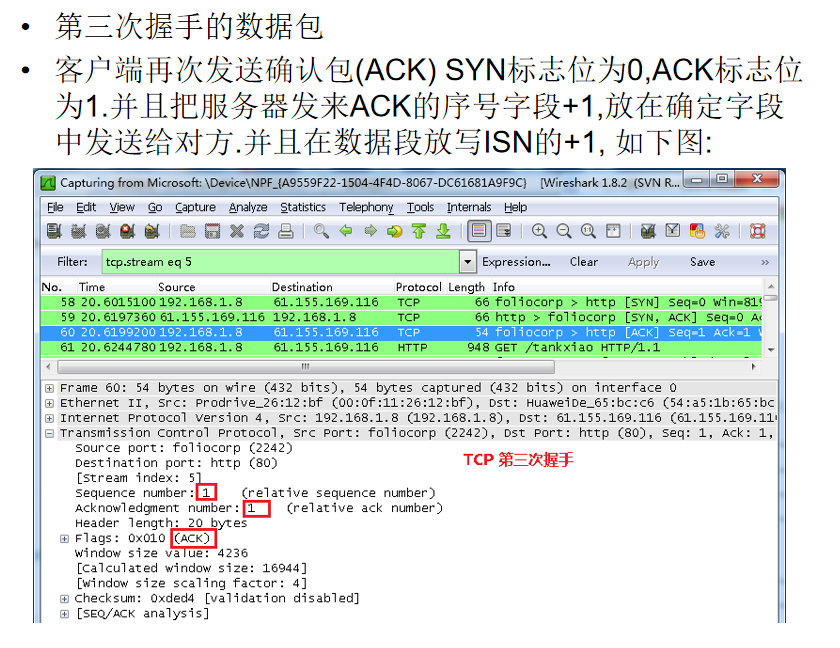 • 第三次握手的数据包
• 客户端再次发送确认包(ACK) SYN标志位为0,ACK标志位
为1.并且把服务器发来ACK的序号字段+1,放在确定字段
中发送给对方.并且在数据段放写ISN的+1, 如下图:
Capturing from Microsoft: \Device\NPF_{A9559F22-1504-4F4D-8067-DC61681A9F9C} [Wireshark 1.8.2 (SVN R...
File Edit View Go Capture Analyze Statistics Telephony Tools Internals Help
Filter: tcp.stream eq 5 Expression... Clear Apply Save »
No. Time Source Destination Protocol Length Info
58 20.6015100 192.168.1.8 61.155.169.116 TCP 66 foliocorp > http [SYN] Seq=0 Win=819
59 20.6197360 61.155.169.116 192.168.1.8 TCP 66 http > foliocorp [SYN, ACK] Seq=0 Ac
60 20.6199200 192.168.1.8 61.155.169.116 TCP 54 foliocorp > http [ACK] Seq=1 Ack=1 W
61 20.6244780 192.168.1.8 61.155.169.116 HTTP 948 GET /tankxiao HTTP/1.1
Frame 60: 54 bytes on wire (432 bits), 54 bytes captured (432 bits) on interface 0
Ethernet II, Src: Prodrive_26:12:bf (00:0f:11:26:12:bf), Dst: HuaweiDe_65:bc:c6 (54:a5:1b:65:bc
Internet Protocol Version 4, Src: 192.168.1.8 (192.168.1.8), Dst: 61.155.169.116 (61.155.169.11
Transmission Control Protocol, Src Port: foliocorp (2242), Dst Port: http (80), Seq: 1, Ack: 1,
Source port: foliocorp (2242)
Destination port: http (80)
TCP 第三次握手
[Stream index: 5]
Sequence number: 1 (relative sequence number)
Acknowledgment number: 1 (relative ack number)
Header length: 20 bytes
Flags: 0x010 (ACK)
Window size value: 4236
[Calculated window size: 16944]
[Window size scaling factor: 4]
Checksum: 0xded4 [validation disabled]
[SEQ/ACK analysis]